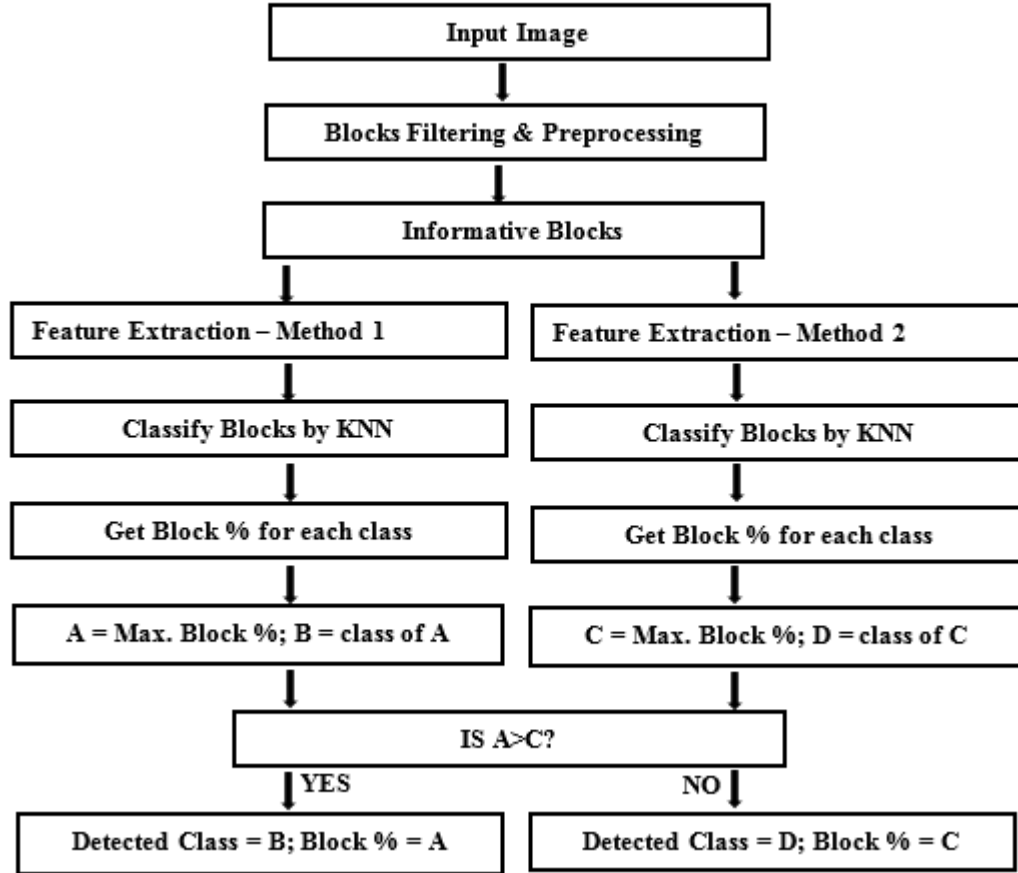 Input Image
Blocks Filtering & Preprocessing
Informative Blocks
Feature Extraction – Method 1
Feature Extraction – Method 2
Classify Blocks by KNN
Classify Blocks by KNN
Get Block % for each class
Get Block % for each class
A = Max. Block %; B = class of A
C = Max. Block %; D = class of C
IS A>C?
YES
NO
Detected Class = B; Block % = A
Detected Class = D; Block % = C